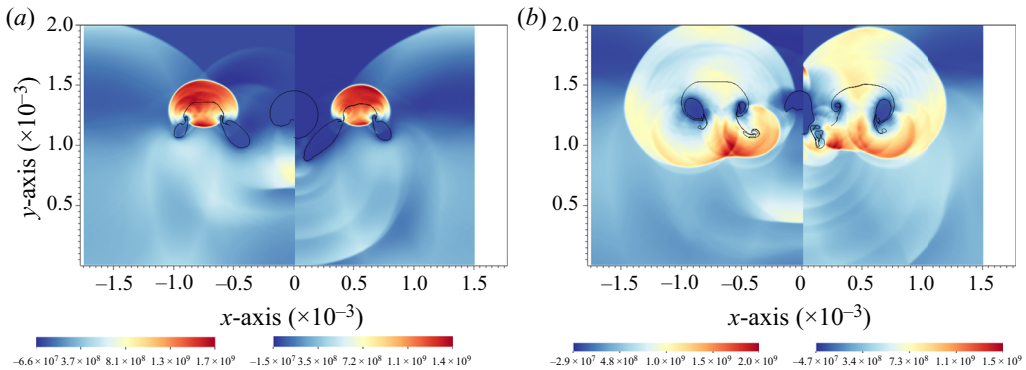 (a)
2.0
1.5
1.0
0.5
y-axis (×10⁻³)
–1.5 –1.0 –0.5 0 0.5 1.0 1.5
x-axis (×10⁻³)
–6.6 × 10⁷ 3.7 × 10⁸ 8.1 × 10⁸ 1.3 × 10⁹ 1.7 × 10⁹
–1.5 × 10⁷ 3.5 × 10⁸ 7.2 × 10⁸ 1.1 × 10⁹ 1.4 × 10⁹
(b)
2.0
1.5
1.0
0.5
–1.5 –1.0 –0.5 0 0.5 1.0 1.5
x-axis (×10⁻³)
–2.9 × 10⁷ 4.8 × 10⁸ 1.0 × 10⁹ 1.5 × 10⁹ 2.0 × 10⁹
–4.7 × 10⁷ 3.4 × 10⁸ 7.3 × 10⁸ 1.1 × 10⁹ 1.5 × 10⁹